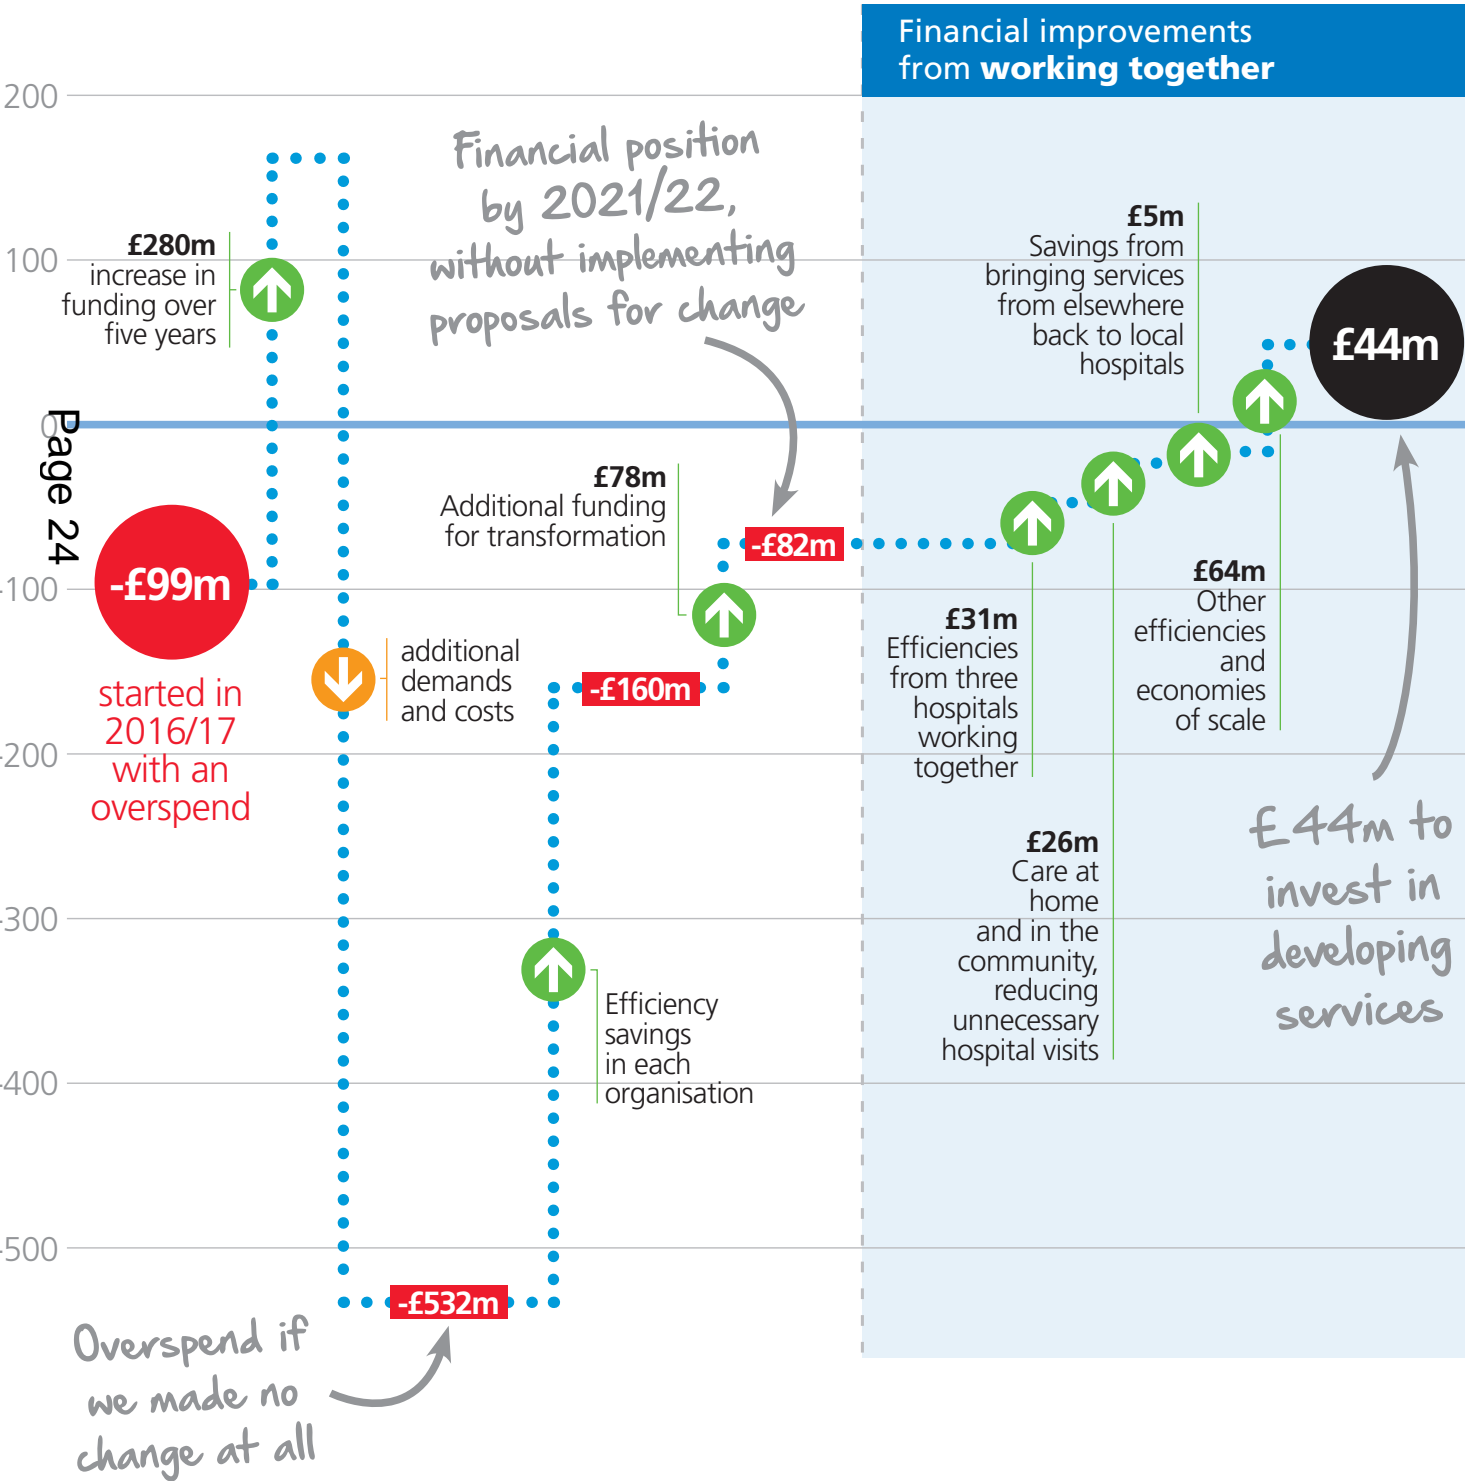 Financial improvements
from working together
200
100
0
-100
-200
-300
-400
-500
Page 24
£280m
increase in
funding over
five years
-£99m
started in
2016/17
with an
overspend
additional
demands
and costs
-£532m
Overspend if
we made no
change at all
Efficiency
savings
in each
organisation
-£160m
£78m
Additional funding
for transformation
Financial position
by 2021/22,
without implementing
proposals for change
-£82m
£31m
Efficiencies
from three
hospitals
working
together
£26m
Care at
home
and in the
community,
reducing
unnecessary
hospital visits
£5m
Savings from
bringing services
from elsewhere
back to local
hospitals
£64m
Other
efficiencies
and
economies
of scale
£44m
£44m to
invest in
developing
services